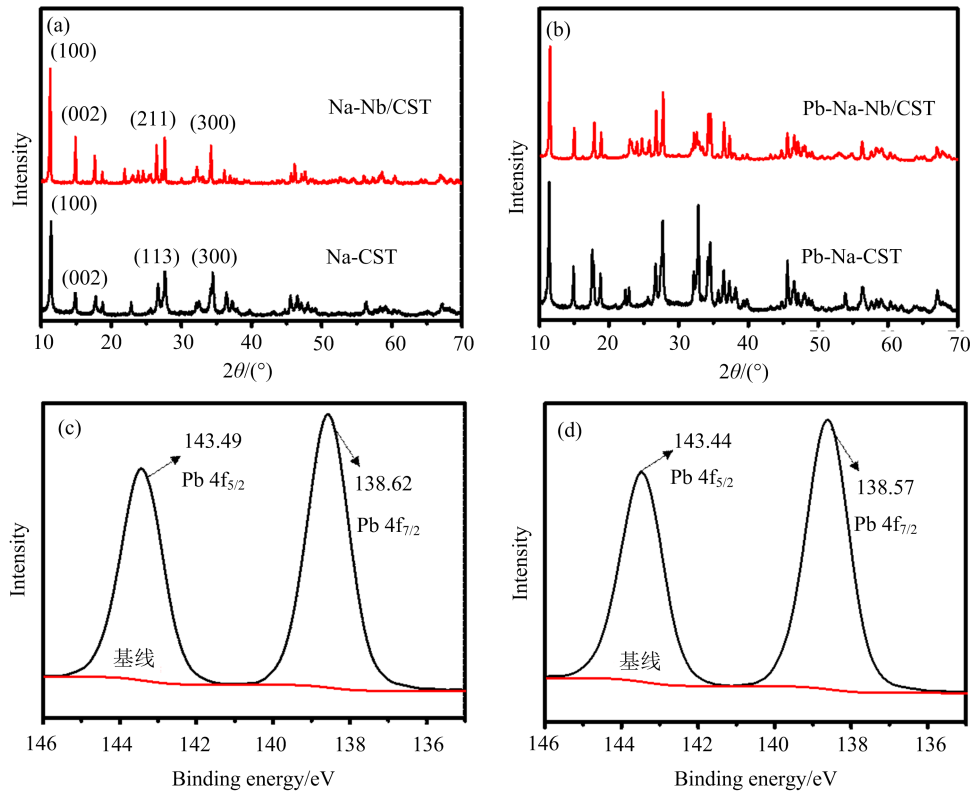 (a)
(100)
(002)
(211)
(300)
Na-Nb/CST
(100)
(002)
(113)
(300)
Na-CST
Intensity
10 20 30 40 50 60 70
2θ/(°)
(b)
Pb-Na-Nb/CST
Pb-Na-CST
Intensity
10 20 30 40 50 60 70
2θ/(°)
(c)
143.49
Pb 4f5/2
138.62
Pb 4f7/2
基线
Intensity
146 144 142 140 138 136
Binding energy/eV
(d)
143.44
Pb 4f5/2
138.57
Pb 4f7/2
基线
Intensity
146 144 142 140 138 136
Binding energy/eV